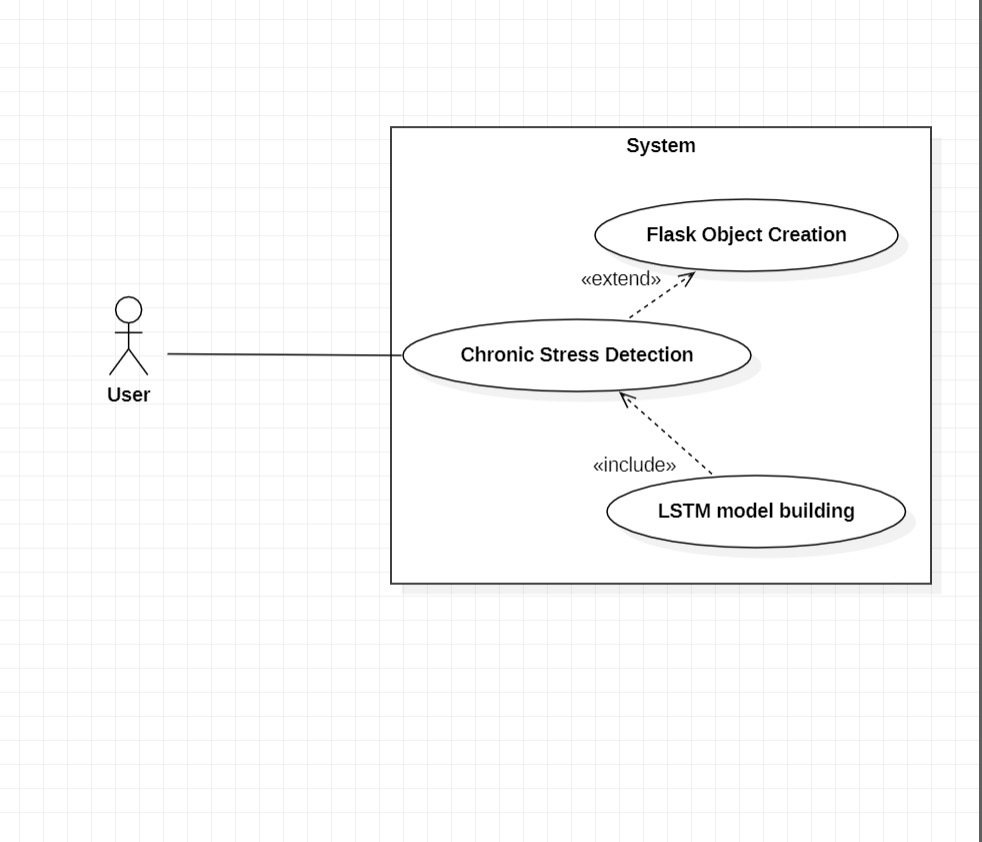 System
Flask Object Creation
«extend»
Chronic Stress Detection
User
«include»
LSTM model building